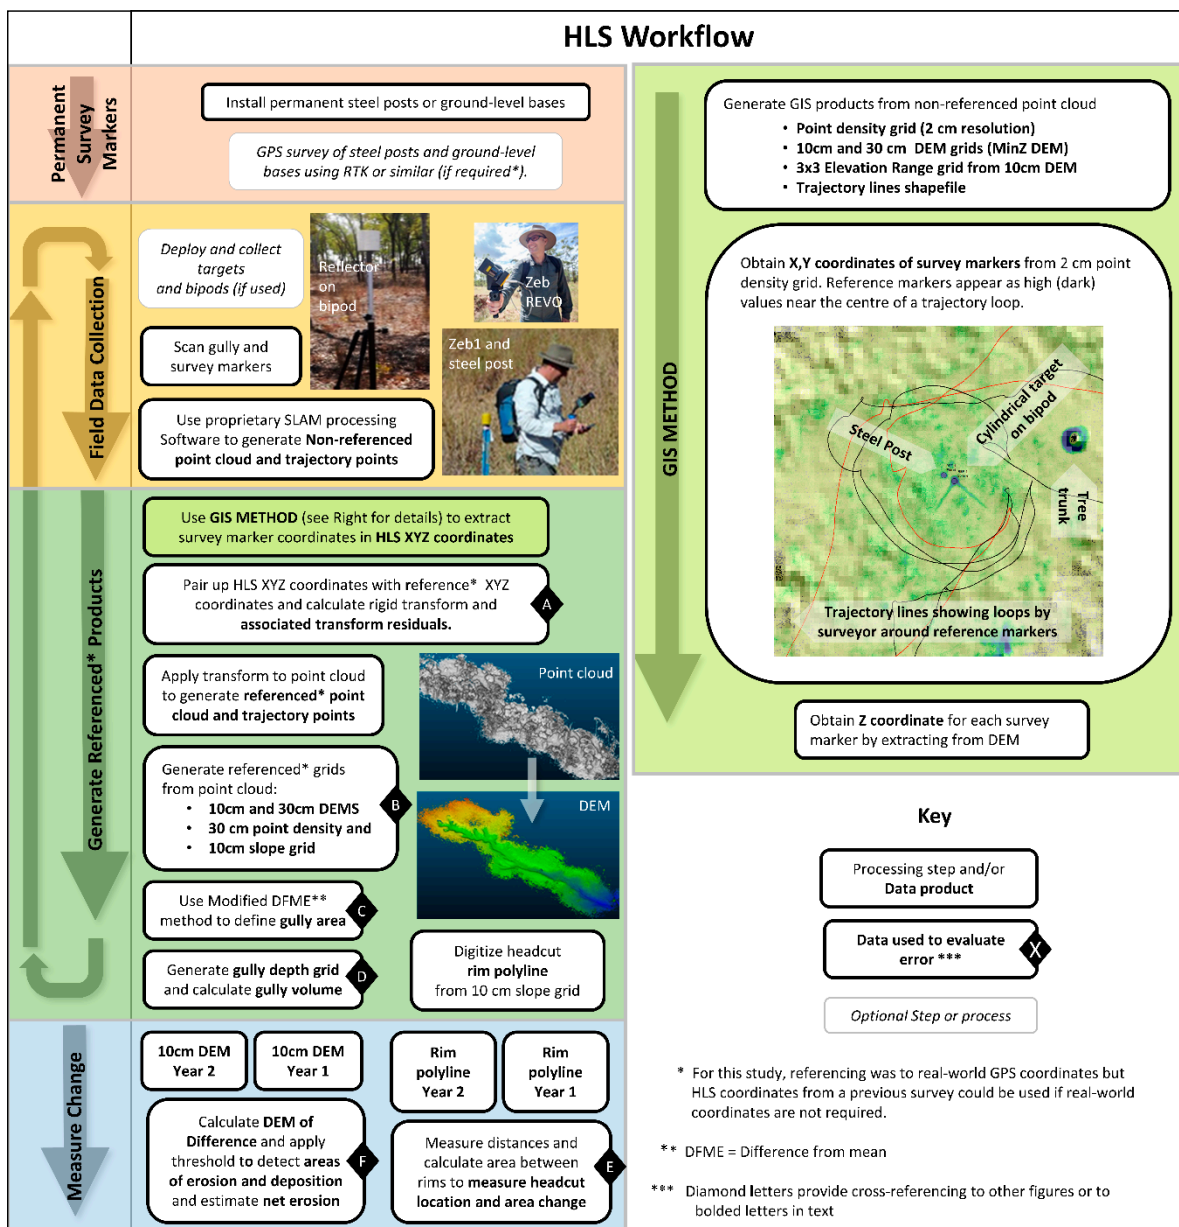 HLS Workflow
Permanent
Survey
Markers
Install permanent steel posts or ground-level bases
GPS survey of steel posts and ground-level
bases using RTK or similar (if required*).
Field Data Collection
Deploy and collect
targets
and bipods (if used)
Reflector
on
bipod
Zeb
REVO
Scan gully and
survey markers
Zeb1 and
steel post
Use proprietary SLAM processing
Software to generate Non-referenced
point cloud and trajectory points
Generate Referenced* Products
Use GIS METHOD (see Right for details) to extract
survey marker coordinates in HLS XYZ coordinates
Pair up HLS XYZ coordinates with reference* XYZ
coordinates and calculate rigid transform and
associated transform residuals.
A
Apply transform to point cloud
to generate referenced* point
cloud and trajectory points
Point cloud
Generate referenced* grids
from point cloud:
• 10cm and 30cm DEMS
• 30 cm point density and
• 10cm slope grid
B
DEM
Use Modified DFME**
method to define gully area
C
Generate gully depth grid
and calculate gully volume
D
Digitize headcut
rim polyline
from 10 cm slope grid
Measure Change
10cm DEM
Year 2
10cm DEM
Year 1
Rim
polyline
Year 2
Rim
polyline
Year 1
Calculate DEM of
Difference and apply
threshold to detect areas
of erosion and deposition
and estimate net erosion
F
Measure distances and
calculate area between
rims to measure headcut
location and area change
E
GIS METHOD
Generate GIS products from non-referenced point cloud
• Point density grid (2 cm resolution)
• 10cm and 30 cm DEM grids (MinZ DEM)
• 3x3 Elevation Range grid from 10cm DEM
• Trajectory lines shapefile
Obtain X,Y coordinates of survey markers from 2 cm point
density grid. Reference markers appear as high (dark)
values near the centre of a trajectory loop.
Steel Post
Cylindrical target
on bipod
Tree
trunk
Trajectory lines showing loops by
surveyor around reference markers
Obtain Z coordinate for each survey
marker by extracting from DEM
Key
Processing step and/or
Data product
Data used to evaluate
error ***
X
Optional Step or process
* For this study, referencing was to real-world GPS coordinates but
HLS coordinates from a previous survey could be used if real-world
coordinates are not required.
** DFME = Difference from mean
*** Diamond letters provide cross-referencing to other figures or to
bolded letters in text